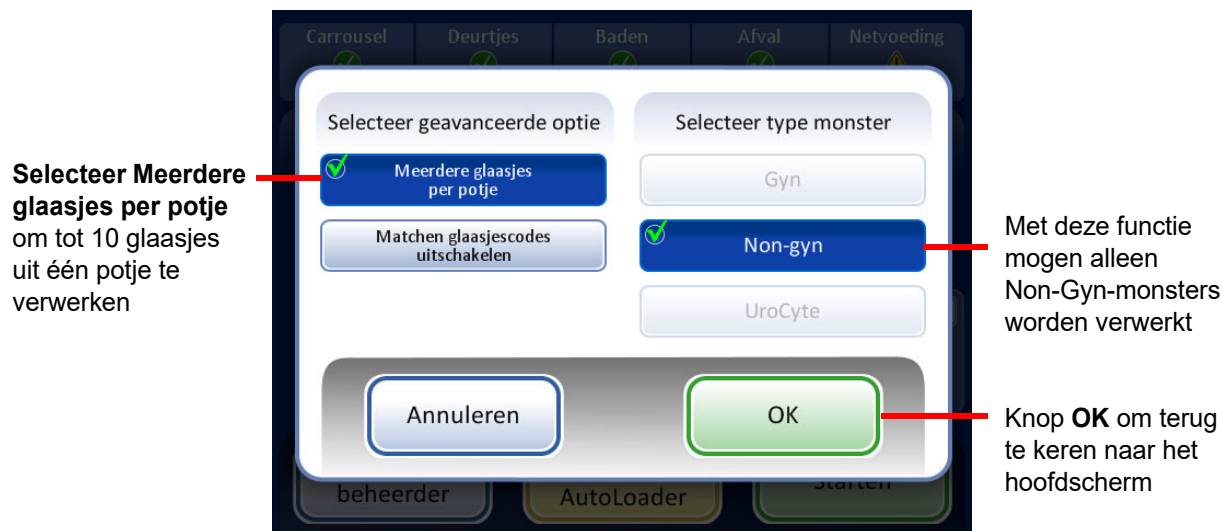 Carrousel Deurtjes Baden Afval Netvoeding
Selecteer geavanceerde optie
Meerdere glaasjes
per potje
Matchen glaasjescodes
uitschakelen
Selecteer type monster
Gyn
Non-gyn
UroCyte
Annuleren
OK
beheerder
AutoLoader
Starten
Selecteer Meerdere
glaasjes per potje
om tot 10 glaasjes
uit één potje te
verwerken
Met deze functie
mogen alleen
Non-Gyn-monsters
worden verwerkt
Knop OK om terug
te keren naar het
hoofdscherm